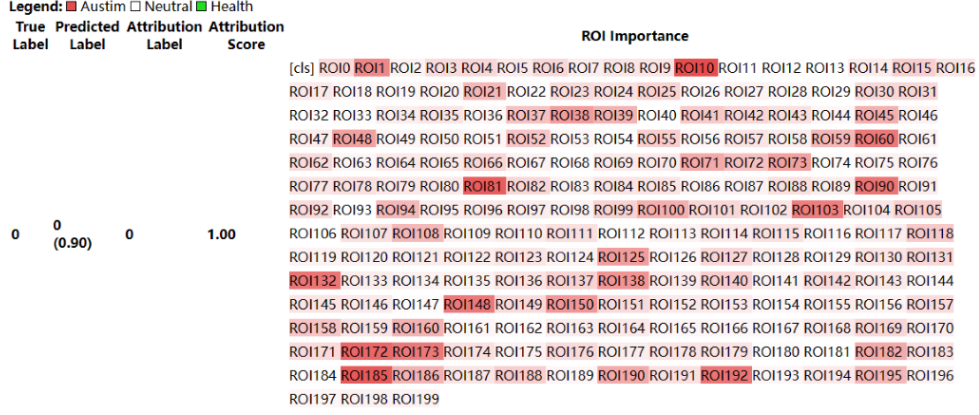 Legend: Austim Neutral Health
True Label Predicted Label Attribution Label Attribution Score ROI Importance
[cls] ROI0 ROI1 ROI2 ROI3 ROI4 ROI5 ROI6 ROI7 ROI8 ROI9 ROI10 ROI11 ROI12 ROI13 ROI14 ROI15 ROI16
ROI17 ROI18 ROI19 ROI20 ROI21 ROI22 ROI23 ROI24 ROI25 ROI26 ROI27 ROI28 ROI29 ROI30 ROI31
ROI32 ROI33 ROI34 ROI35 ROI36 ROI37 ROI38 ROI39 ROI40 ROI41 ROI42 ROI43 ROI44 ROI45 ROI46
ROI47 ROI48 ROI49 ROI50 ROI51 ROI52 ROI53 ROI54 ROI55 ROI56 ROI57 ROI58 ROI59 ROI60 ROI61
ROI62 ROI63 ROI64 ROI65 ROI66 ROI67 ROI68 ROI69 ROI70 ROI71 ROI72 ROI73 ROI74 ROI75 ROI76
ROI77 ROI78 ROI79 ROI80 ROI81 ROI82 ROI83 ROI84 ROI85 ROI86 ROI87 ROI88 ROI89 ROI90 ROI91
ROI92 ROI93 ROI94 ROI95 ROI96 ROI97 ROI98 ROI99 ROI100 ROI101 ROI102 ROI103 ROI104 ROI105
0 0 (0.90) 0 1.00
ROI106 ROI107 ROI108 ROI109 ROI110 ROI111 ROI112 ROI113 ROI114 ROI115 ROI116 ROI117 ROI118
ROI119 ROI120 ROI121 ROI122 ROI123 ROI124 ROI125 ROI126 ROI127 ROI128 ROI129 ROI130 ROI131
ROI132 ROI133 ROI134 ROI135 ROI136 ROI137 ROI138 ROI139 ROI140 ROI141 ROI142 ROI143 ROI144
ROI145 ROI146 ROI147 ROI148 ROI149 ROI150 ROI151 ROI152 ROI153 ROI154 ROI155 ROI156 ROI157
ROI158 ROI159 ROI160 ROI161 ROI162 ROI163 ROI164 ROI165 ROI166 ROI167 ROI168 ROI169 ROI170
ROI171 ROI172 ROI173 ROI174 ROI175 ROI176 ROI177 ROI178 ROI179 ROI180 ROI181 ROI182 ROI183
ROI184 ROI185 ROI186 ROI187 ROI188 ROI189 ROI190 ROI191 ROI192 ROI193 ROI194 ROI195 ROI196
ROI197 ROI198 ROI199